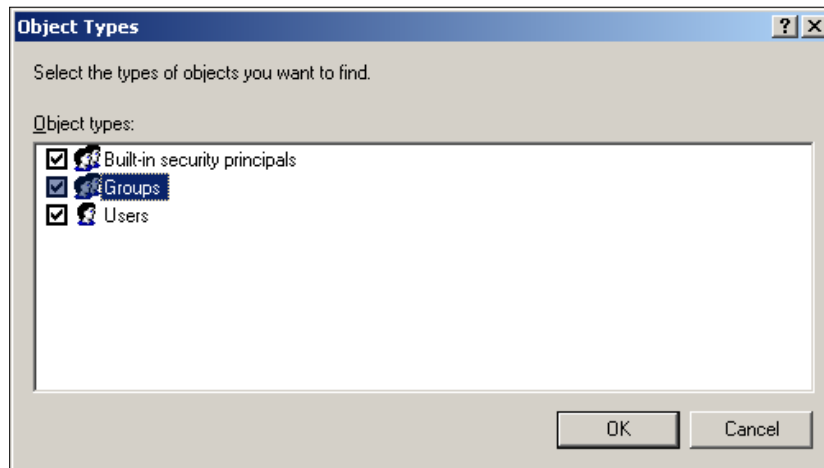 Object Types
Select the types of objects you want to find.
Object types:
Built-in security principals
Groups
Users
OK
Cancel